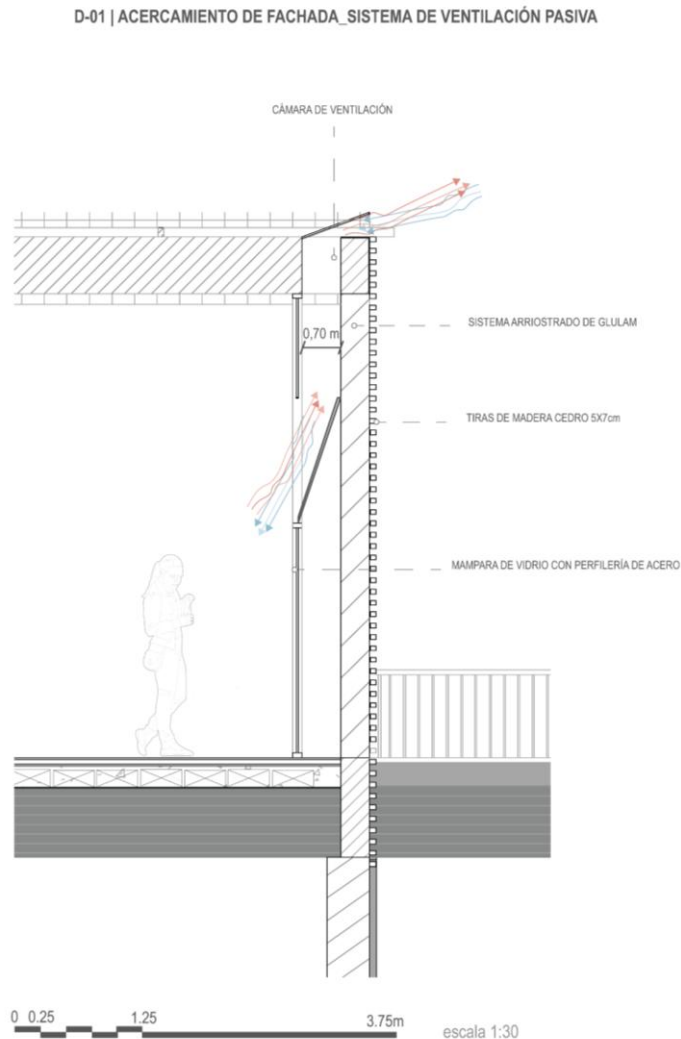 D-01 | ACERCAMIENTO DE FACHADA_SISTEMA DE VENTILACIÓN PASIVA
CÁMARA DE VENTILACIÓN
SISTEMA ARRIOSTRADO DE GLULAM
0,70 m
TIRAS DE MADERA CEDRO 5X7cm
MAMPARA DE VIDRIO CON PERFILERÍA DE ACERO
0 0.25 1.25 3.75m
escala 1:30